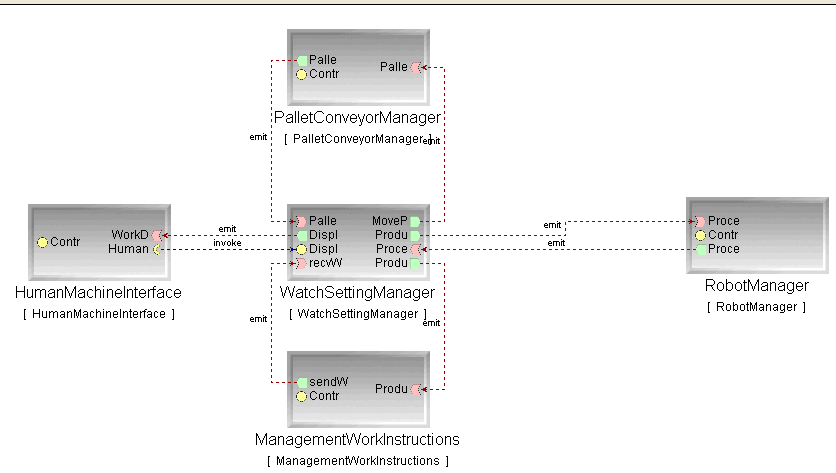 Palle
Contr
Palle
PalletConveyorManager
[ PalletConveyorManager ]
emit
emit
Contr
WorkD
Human
HumanMachineInterface
[ HumanMachineInterface ]
emit
invoke
Palle
Displ
Displ
recvW
MoveP
Produ
Proce
Produ
WatchSettingManager
[ WatchSettingManager ]
emit
emit
Proce
Contr
Proce
RobotManager
[ RobotManager ]
emit
emit
sendW
Contr
Produ
ManagementWorkInstructions
[ ManagementWorkInstructions ]